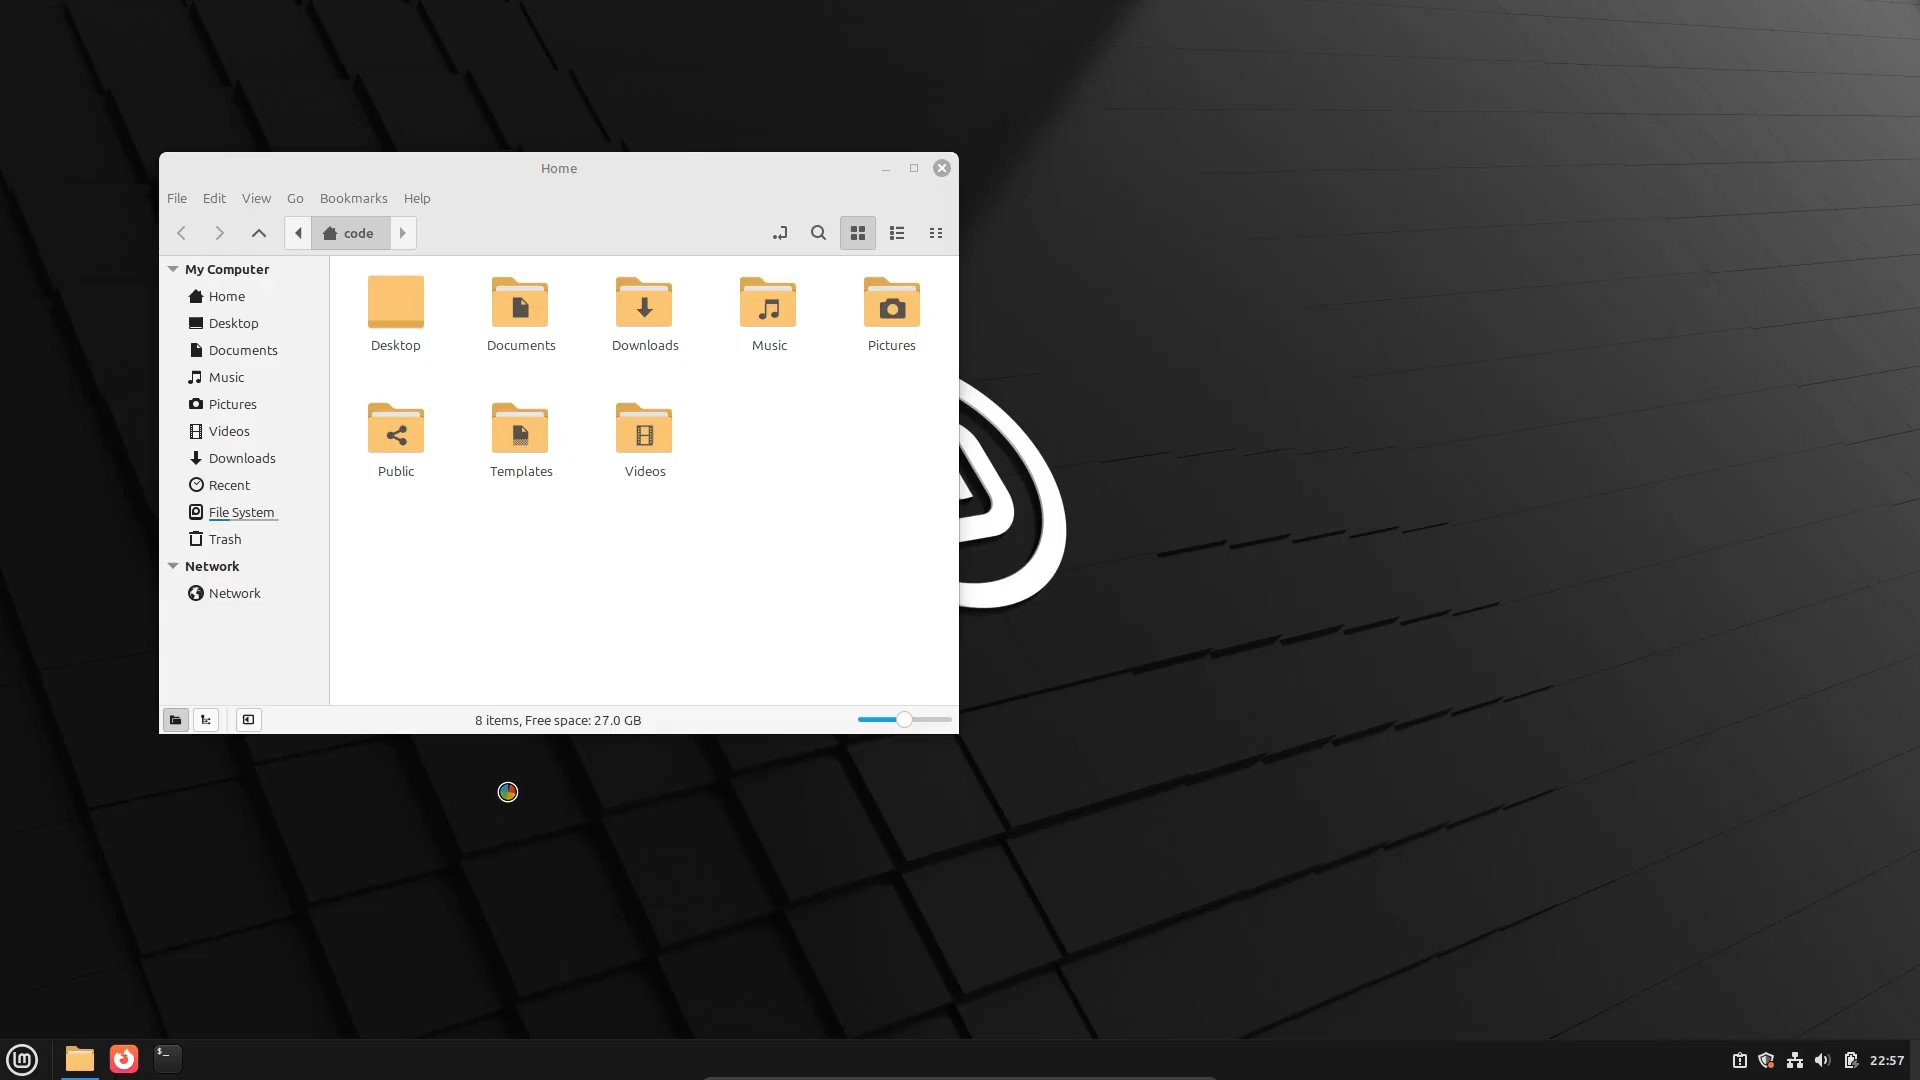 Home
File Edit View Go Bookmarks Help
code
My Computer
Home
Desktop
Documents
Music
Pictures
Videos
Downloads
Recent
File System
Trash
Network
Network
Desktop Documents Downloads Music Pictures
Public Templates Videos
8 items, Free space: 27.0 GB
$_
22:57